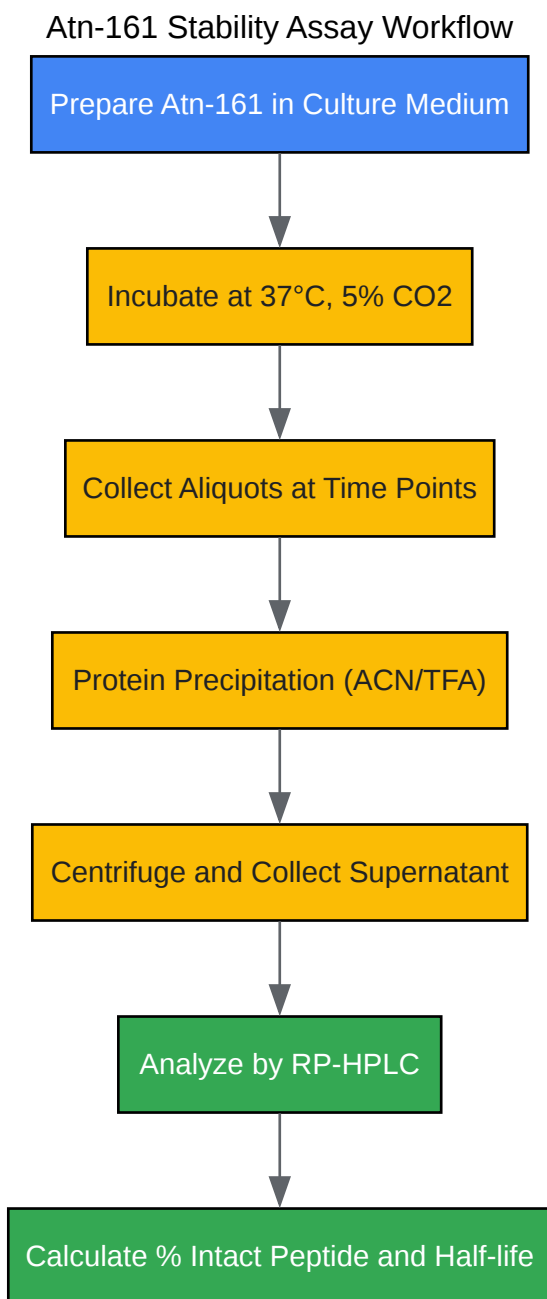 Atn-161 Stability Assay Workflow
Prepare Atn-161 in Culture Medium
Incubate at 37°C, 5% CO2
Collect Aliquots at Time Points
Protein Precipitation (ACN/TFA)
Centrifuge and Collect Supernatant
Analyze by RP-HPLC
Calculate % Intact Peptide and Half-life